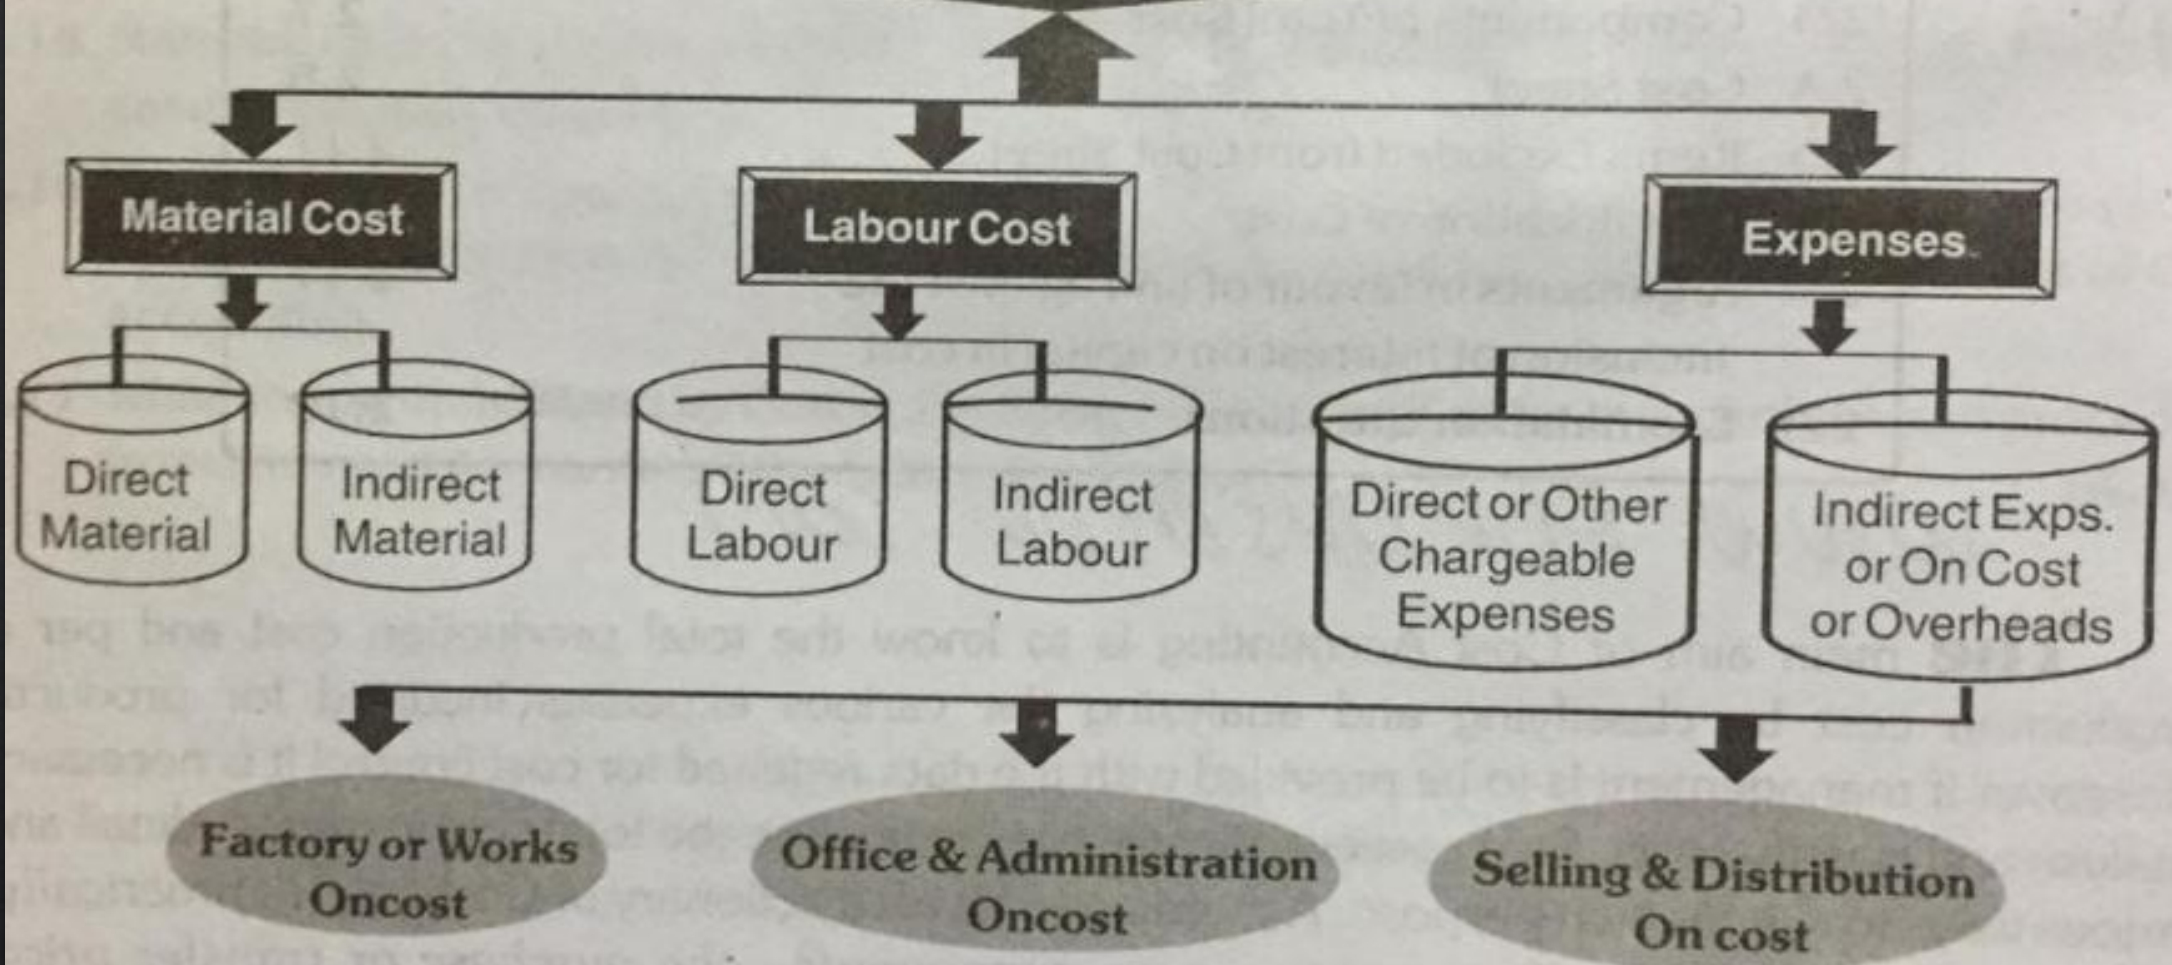 Material Cost
Labour Cost
Expenses
Direct
Material
Indirect
Material
Direct
Labour
Indirect
Labour
Direct or Other
Chargeable
Expenses
Indirect Exps.
or On Cost
or Overheads
Factory or Works
Oncost
Office & Administration
Oncost
Selling & Distribution
On cost